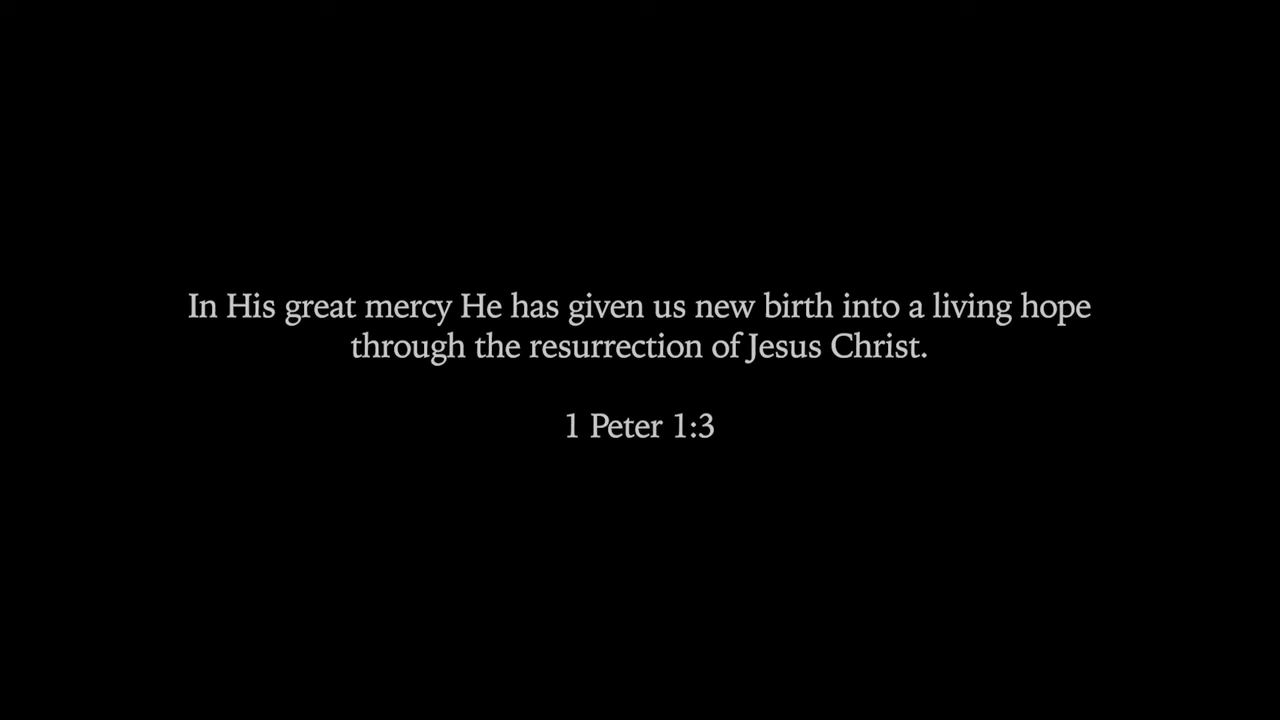 In His great mercy He has given us new birth into a living hope
through the resurrection of Jesus Christ.
1 Peter 1:3